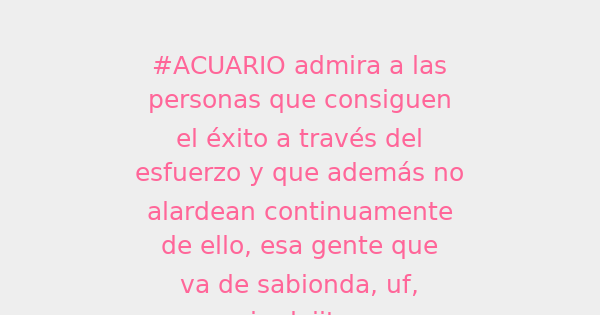 #ACUARIO admira a las
personas que consiguen
el éxito a través del
esfuerzo y que además no
alardean continuamente
de ello, esa gente que
va de sabionda, uf,